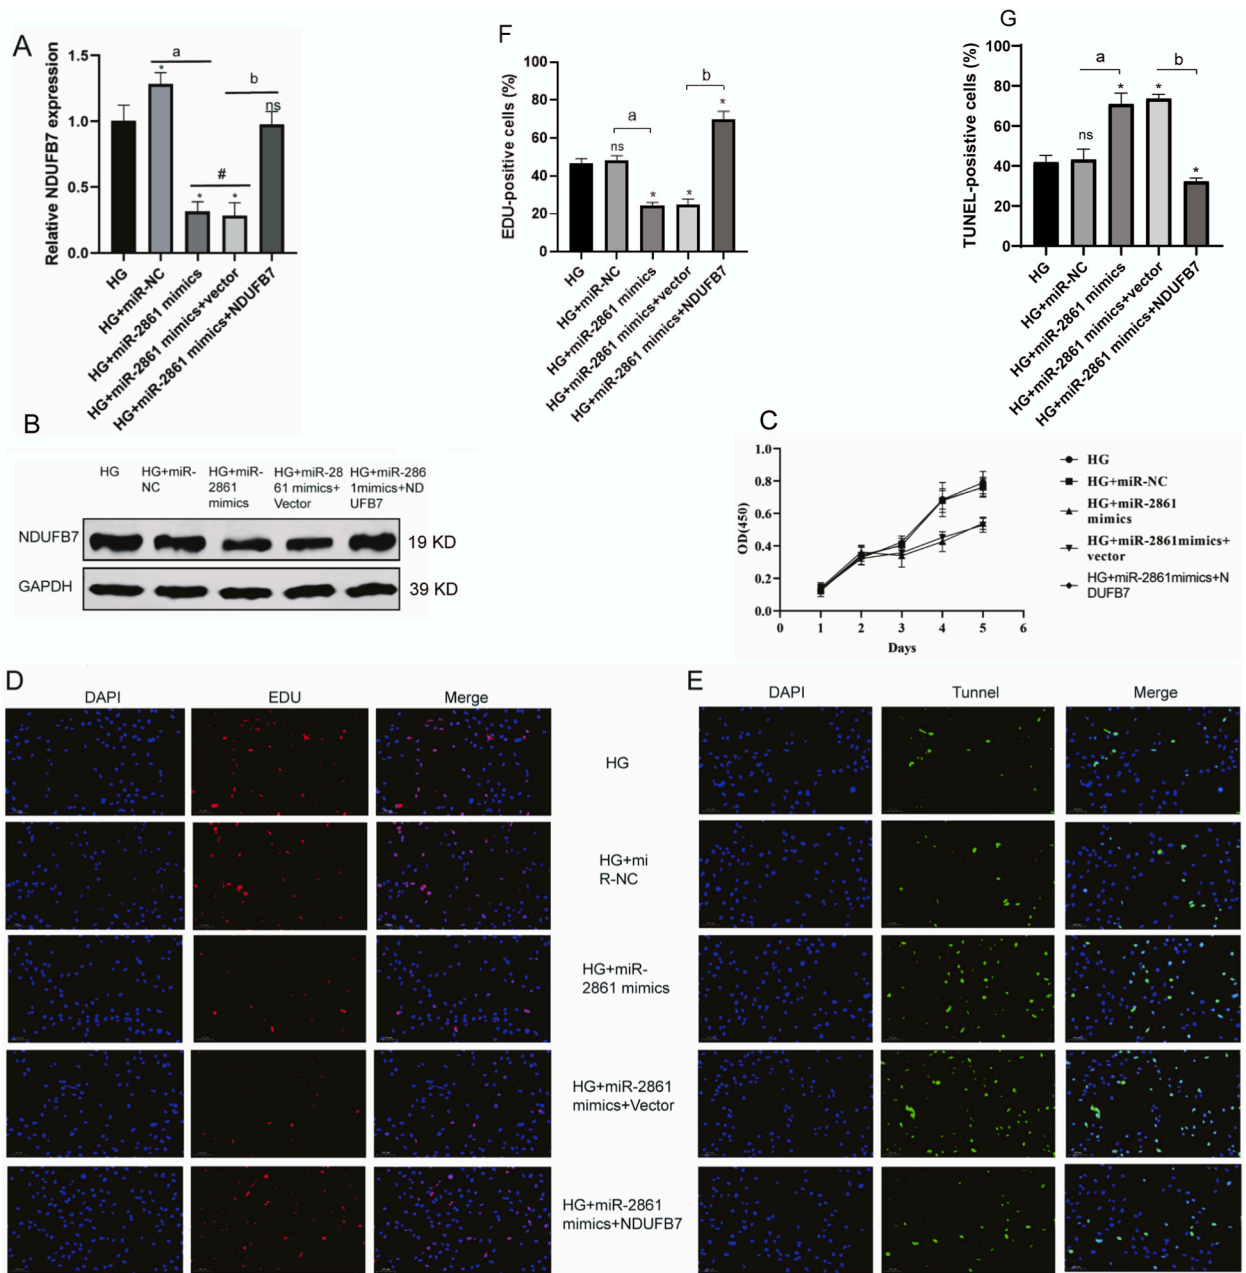 A
Relative NDUFB7 expression
1.5
1.0
0.5
0.0
a
b
*
ns
#
*
*
HG
HG+miR-NC
HG+miR-2861 mimics
HG+miR-2861 mimics+vector
HG+miR-2861 mimics+NDUFB7
F
EDU-positive cells (%)
100
80
60
40
20
0
a
b
ns
*
*
*
HG
HG+miR-NC
HG+miR-2861 mimics
HG+miR-2861 mimics+vector
HG+miR-2861 mimics+NDUFB7
G
TUNEL-posistive cells (%)
100
80
60
40
20
0
a
b
ns
*
*
*
HG
HG+miR-NC
HG+miR-2861 mimics
HG+miR-2861 mimics+vector
HG+miR-2861 mimics+NDUFB7
B
HG
HG+miR-
NC
HG+miR-
2861
mimics
HG+miR-28
61 mimics+
Vector
HG+miR-286
1mimics+ND
UFB7
NDUFB7
19 KD
GAPDH
39 KD
C
OD(450)
1.0
0.8
0.6
0.4
0.2
0.0
0
1
2
3
4
5
6
Days
HG
HG+miR-NC
HG+miR-2861
mimics
HG+miR-2861mimics+
vector
HG+miR-2861mimics+N
DUFB7
D
DAPI
EDU
Merge
HG
HG+mi
R-NC
HG+miR-
2861 mimics
HG+miR-2861
mimics+Vector
HG+miR-2861
mimics+NDUFB7
E
DAPI
Tunnel
Merge